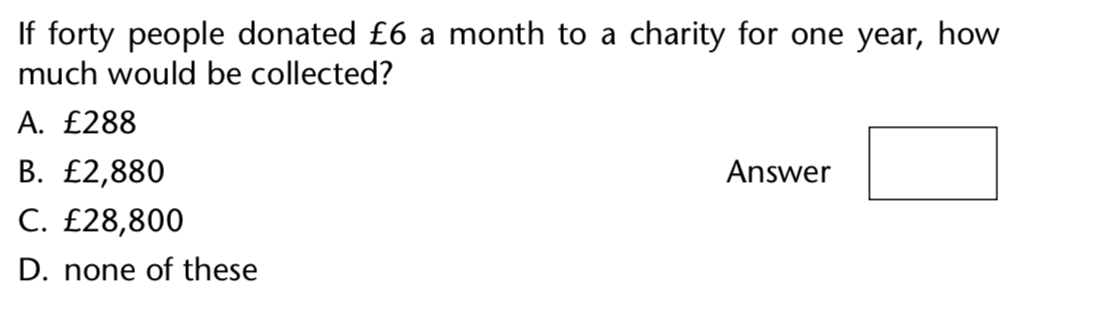 If forty people donated £6 a month to a charity for one year, how
much would be collected?
A. £288
B. £2,880
Answer
C. £28,800
D. none of these